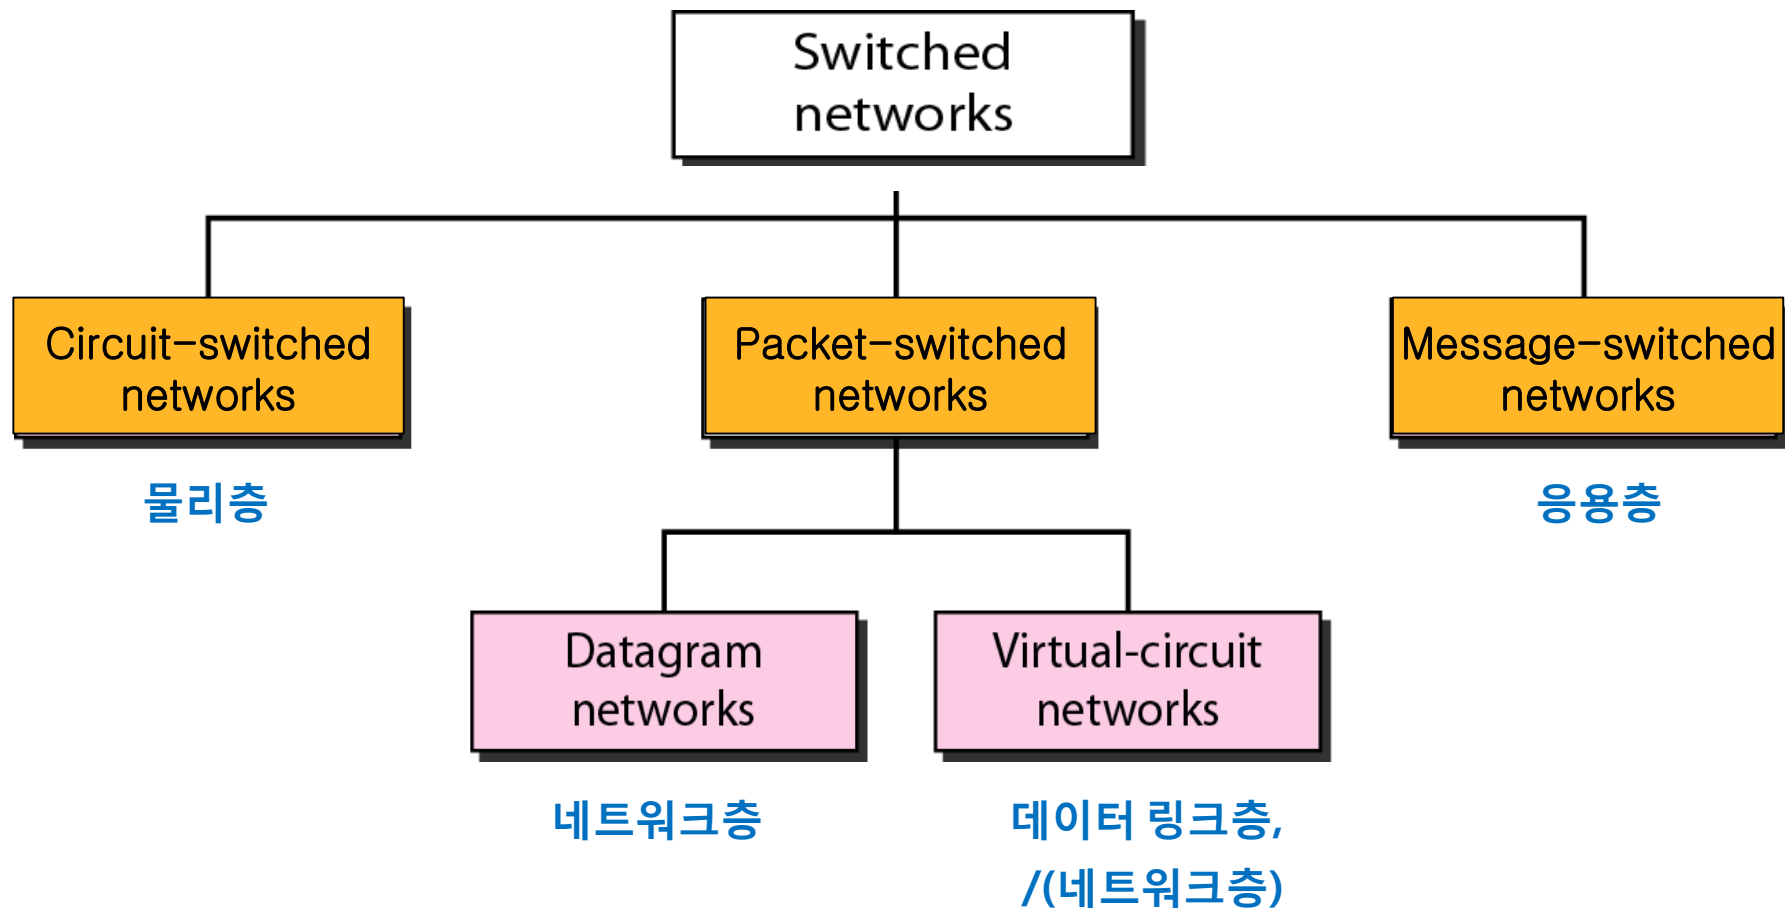 Switched
networks
Circuit-switched
networks
Packet-switched
networks
Message-switched
networks
물리층
응용층
Datagram
networks
Virtual-circuit
networks
네트워크층
데이터 링크층,
/(네트워크층)